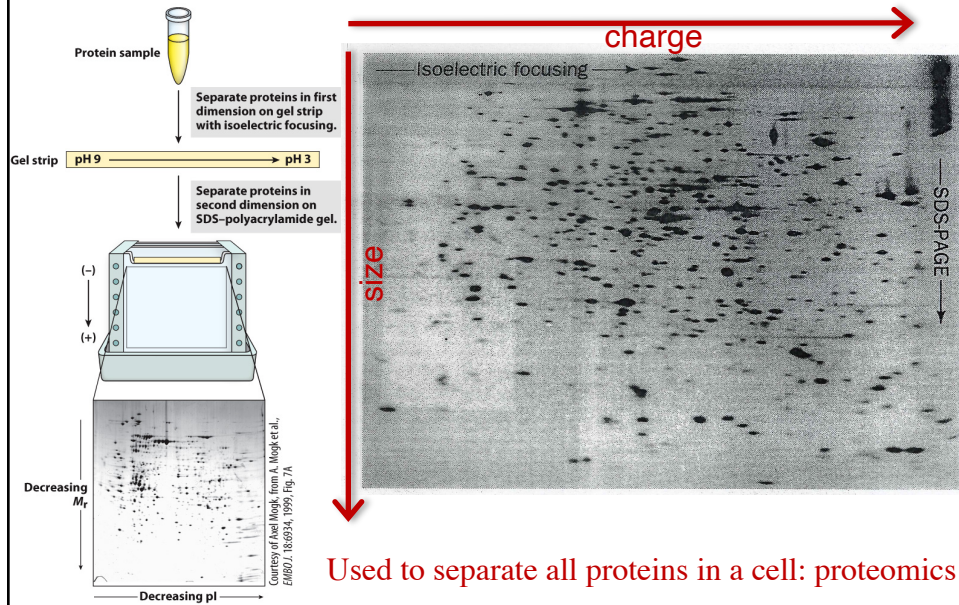 Protein sample
Separate proteins in first
dimension on gel strip
with isoelectric focusing.
Gel strip
pH 9
pH 3
Separate proteins in
second dimension on
SDS–polyacrylamide gel.
(–)
(+)
Decreasing
Mr
Decreasing pI
Courtesy of Axel Mogk, from A. Mogk et al.,
EMBO J. 18:6934, 1999, Fig. 7A
charge
size
Isoelectric focusing
SDS-PAGE
Used to separate all proteins in a cell: proteomics